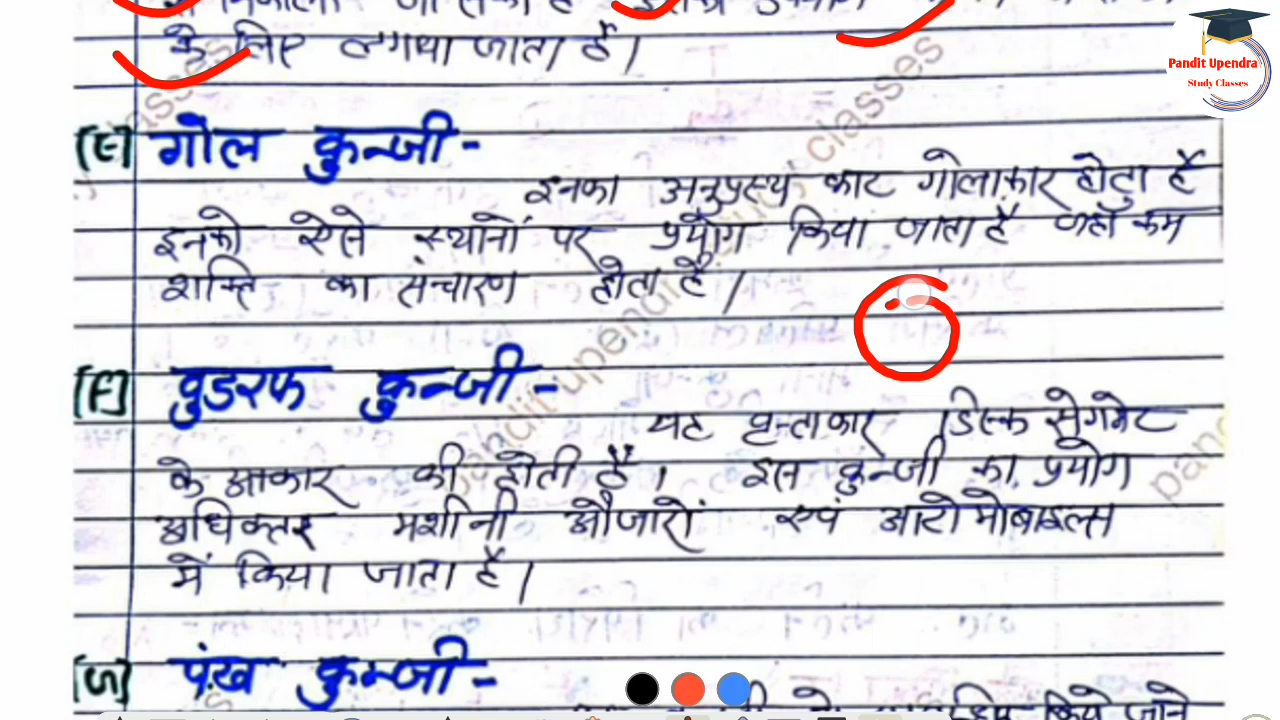 के लिए लगया जाता है।
Pandit Upendra
Study Classes
[E] गोल कुन्जी -
इनका अनुप्रस्थ काट गोलाकार होता है
इनको ऐसे स्थानों पर प्रयोग किया जाता है जहाँ कम
शक्ति का संचारण होता है।
[F] वुडरफ कुन्जी -
यह वृत्ताकार डिस्क सेगमेंट
के आकार की होती है। इस कुन्जी का प्रयोग
अधिकतर मशीनी औजारों एवं आटोमोबाइल्स
में किया जाता है।
पंख कुन्जी -